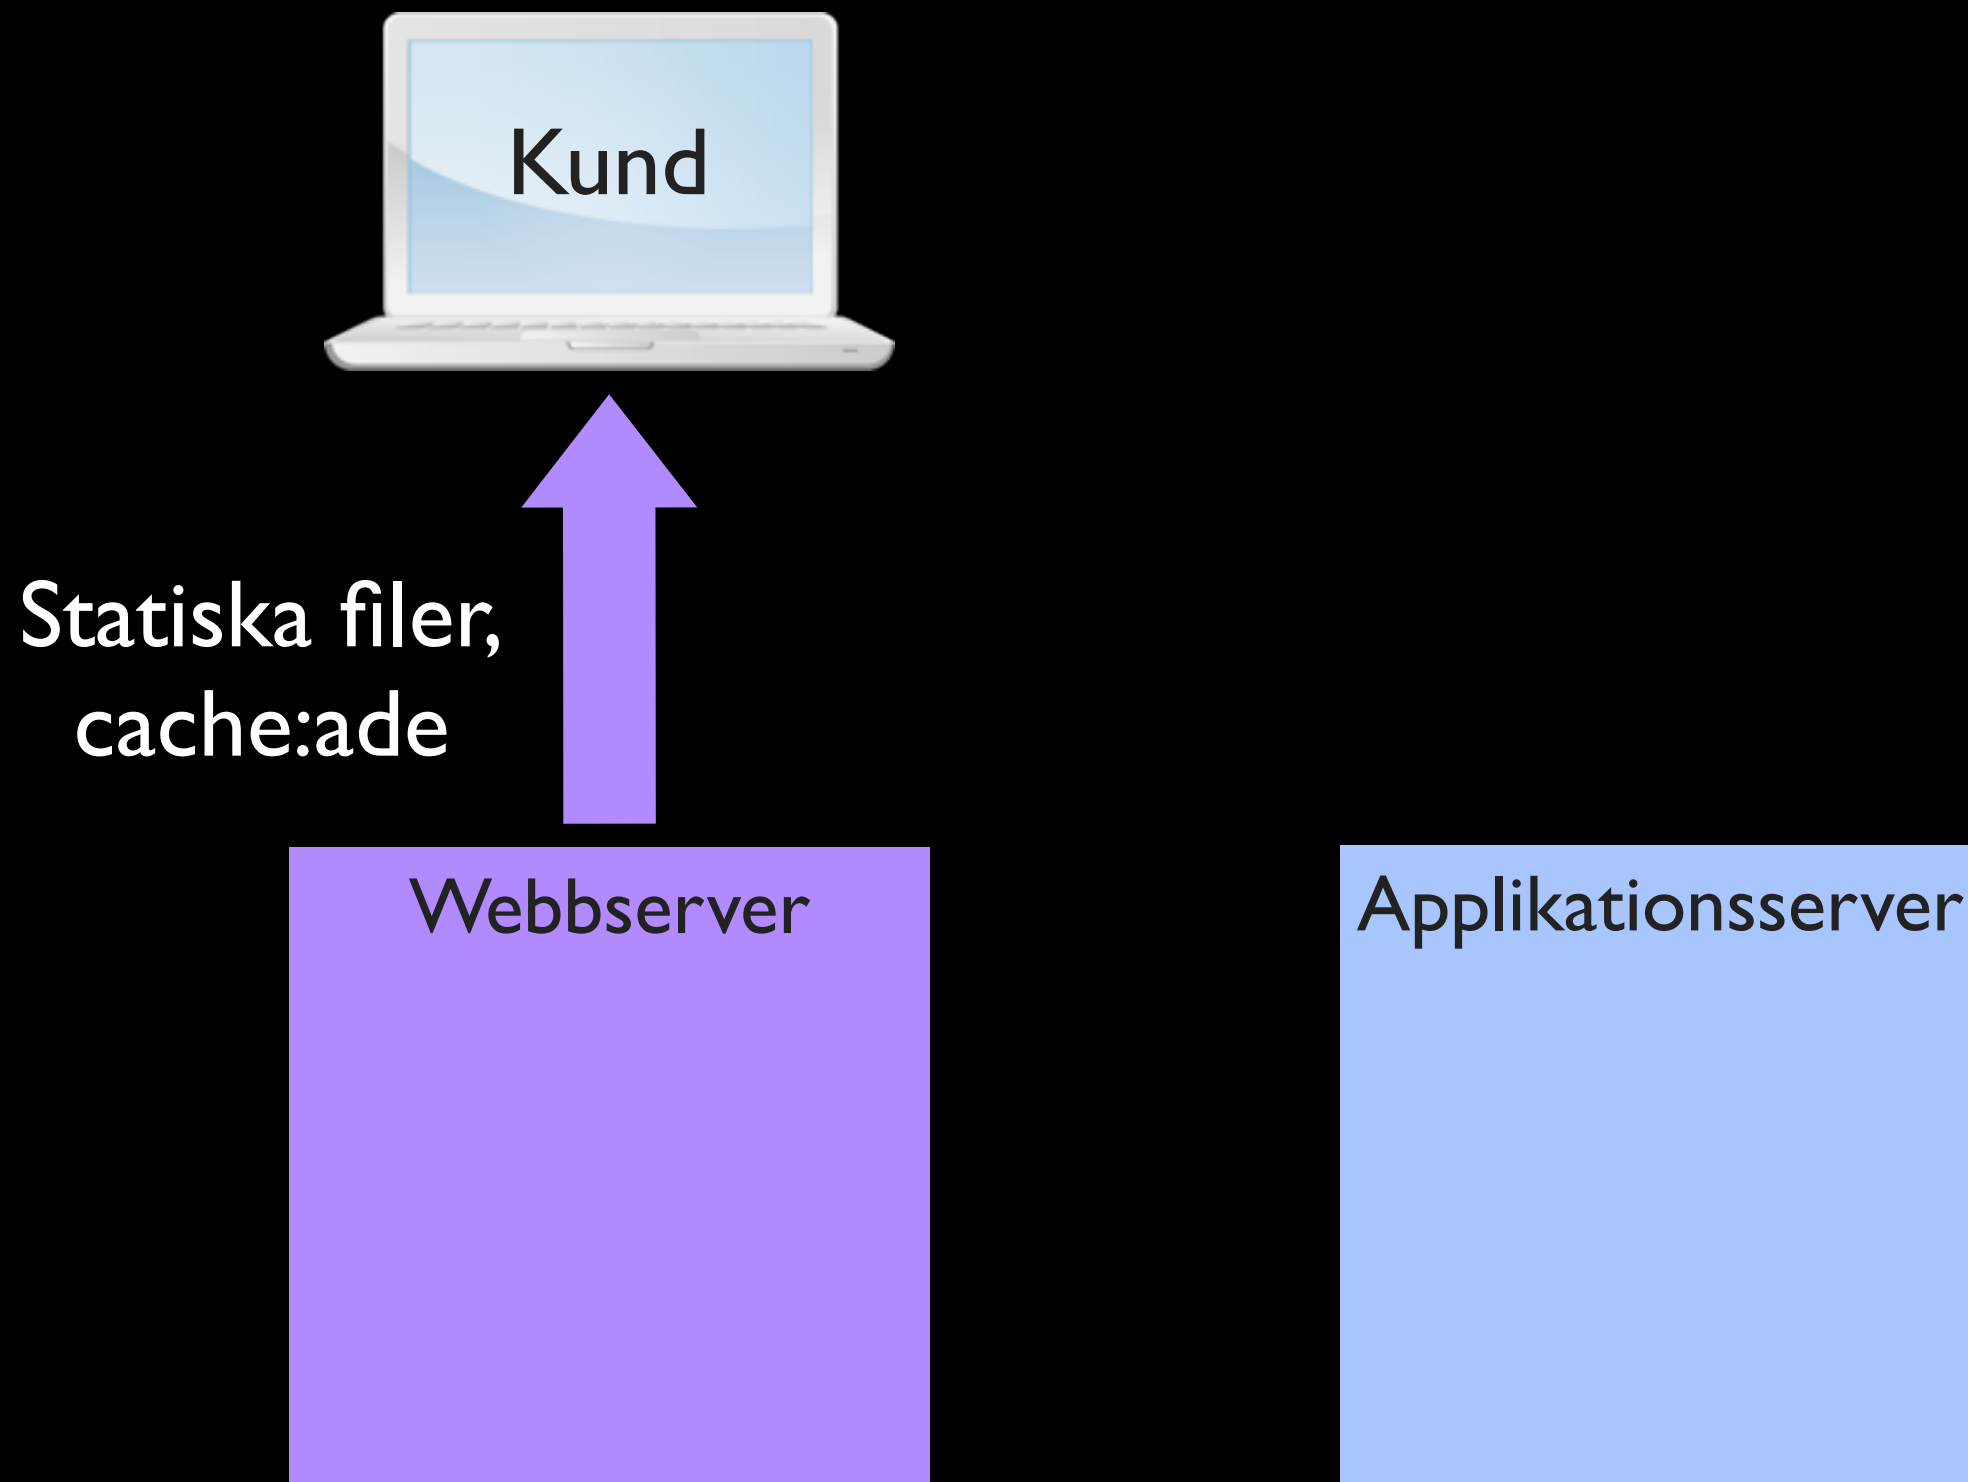 Kund
Statiska filer,
cache:ade
Webbserver
Applikationsserver